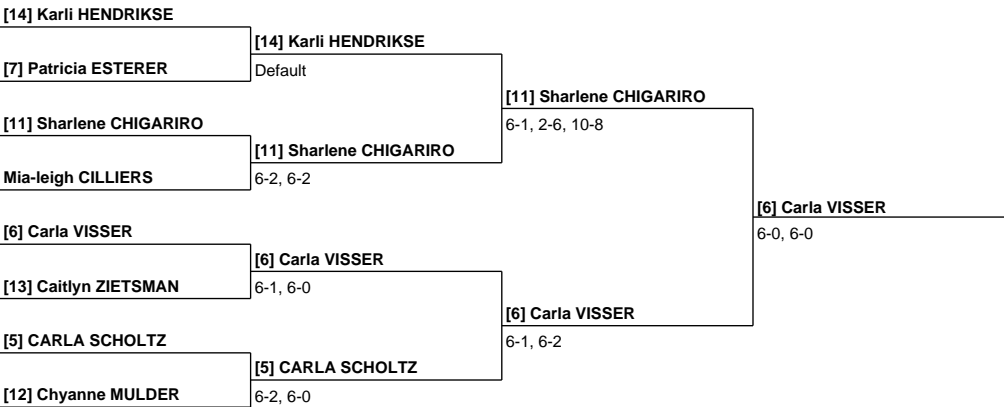 [14] Karli HENDRIKSE
[14] Karli HENDRIKSE
[7] Patricia ESTERER
Default
[11] Sharlene CHIGARIRO
6-1, 2-6, 10-8
[11] Sharlene CHIGARIRO
[11] Sharlene CHIGARIRO
Mia-leigh CILLIERS
6-2, 6-2
[6] Carla VISSER
6-0, 6-0
[6] Carla VISSER
[6] Carla VISSER
[13] Caitlyn ZIETSMAN
6-1, 6-0
[6] Carla VISSER
6-1, 6-2
[5] CARLA SCHOLTZ
[5] CARLA SCHOLTZ
[12] Chyanne MULDER
6-2, 6-0